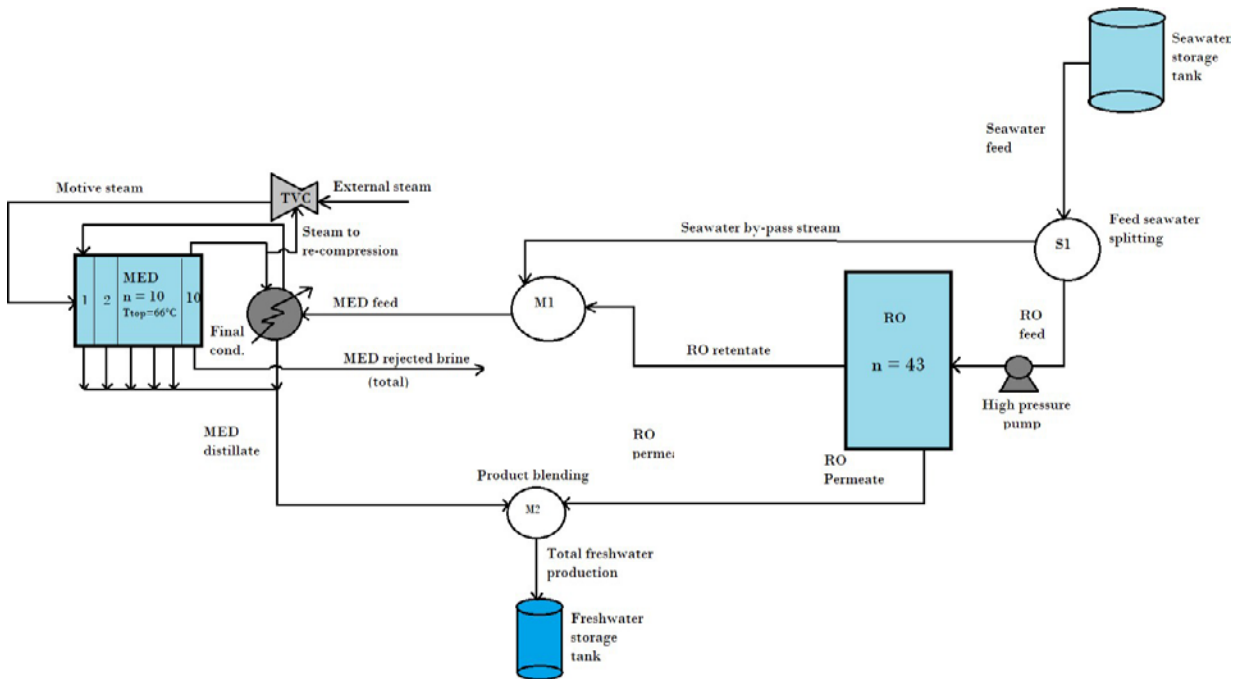 Seawater
storage
tank
Seawater
feed
Motive steam
TVC
External steam
Steam to
re-compression
Seawater by-pass stream
S1
Feed seawater
splitting
MED
n = 10
Ttop=66°C
1
2
10
Final
cond.
MED feed
M1
RO retentate
RO
n = 43
RO
feed
High pressure
pump
MED rejected brine
(total)
MED
distillate
RO
permea
RO
Permeate
Product blending
M2
Total freshwater
production
Freshwater
storage
tank